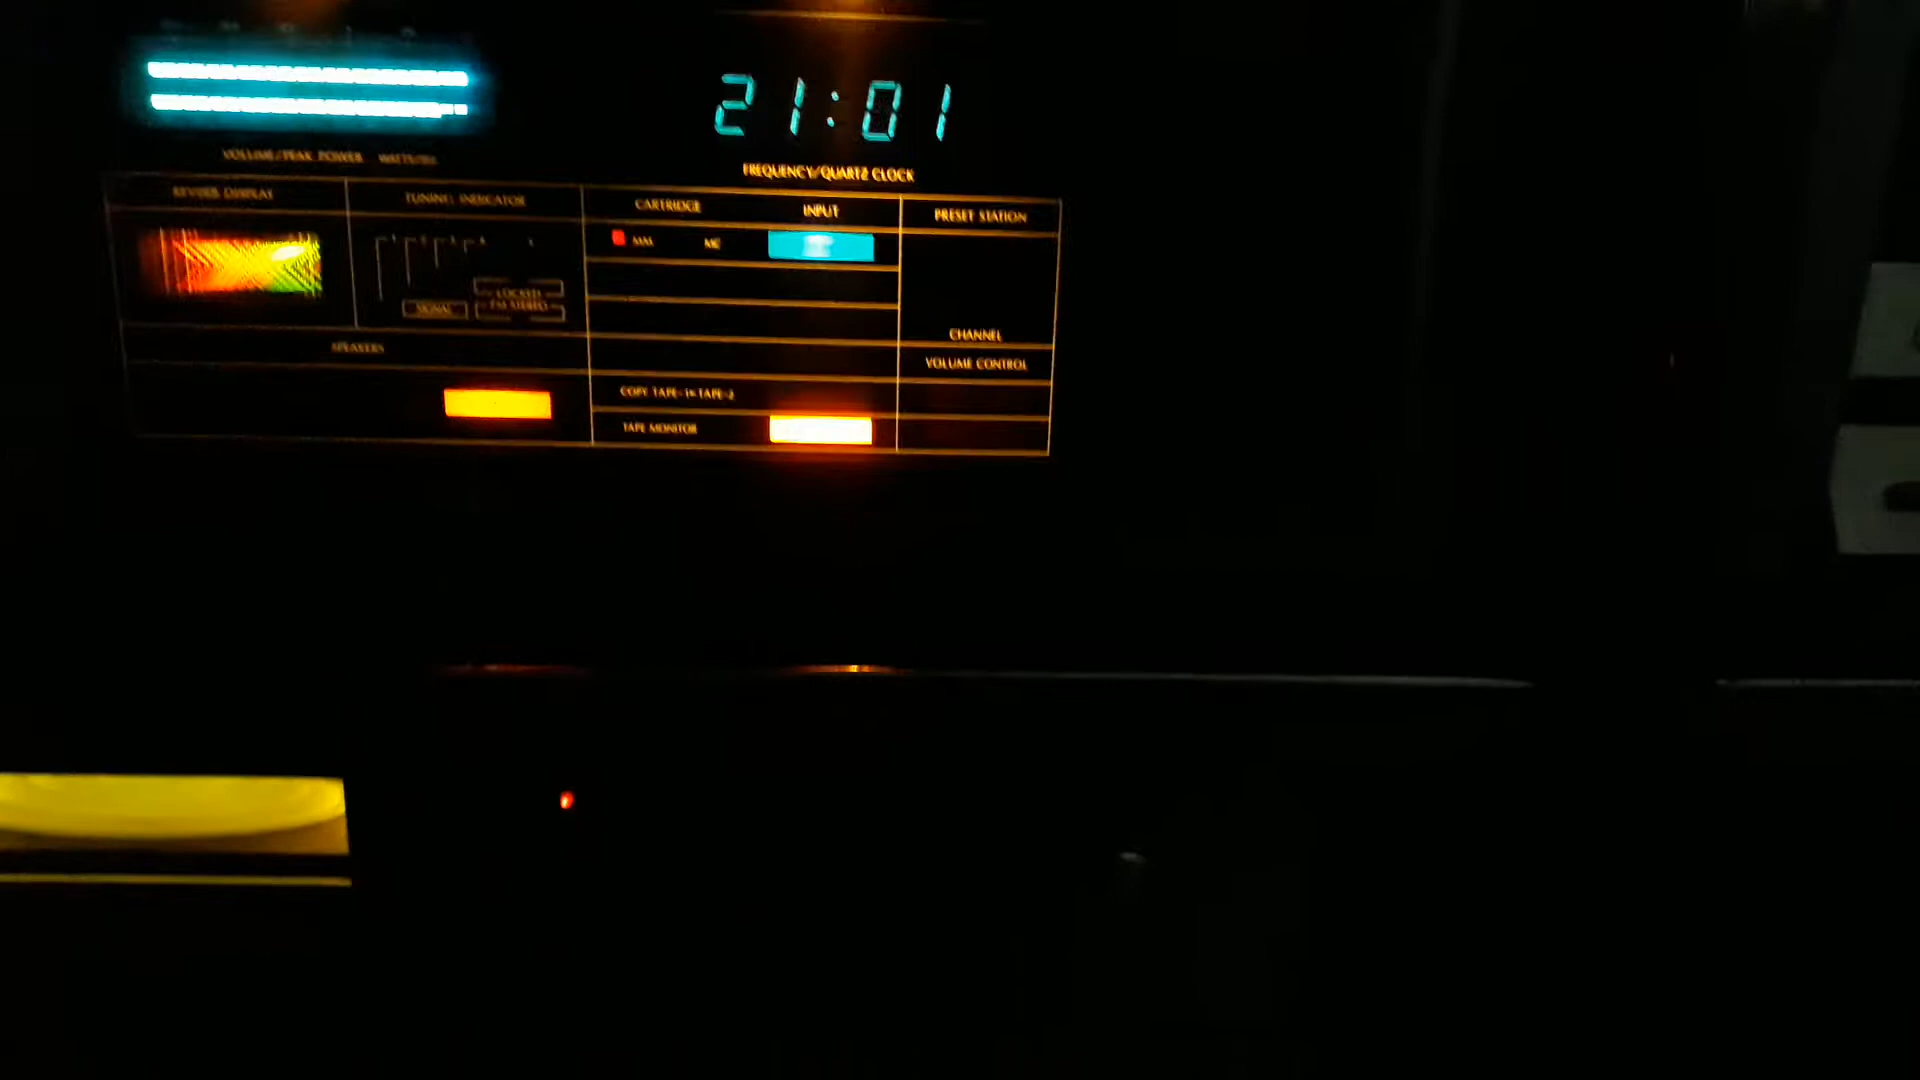 21:01
VOLUME/PEAK POWER WATTS/8Ω
FREQUENCY/QUARTZ CLOCK
REVERB DISPLAY
TUNING INDICATOR
CARTRIDGE
INPUT
PRESET STATION
MM
MC
LOCKED
SIGNAL
FM STEREO
CHANNEL
SPEAKERS
VOLUME CONTROL
COPY TAPE-1▸TAPE-2
TAPE MONITOR